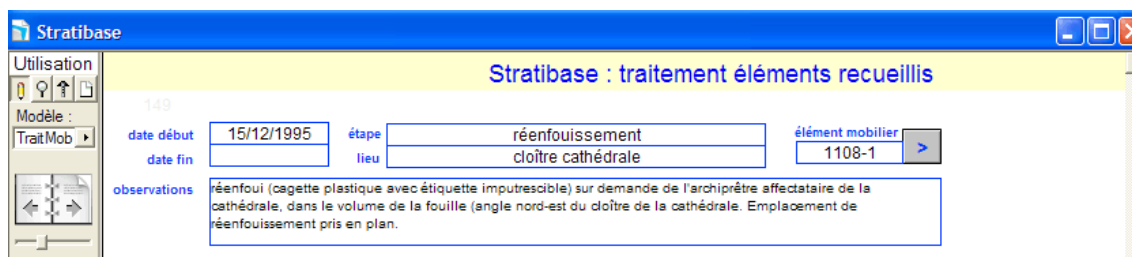 Stratibase
Utilisation
Stratibase : traitement éléments recueillis
149
Modèle :
TraitMob
date début 15/12/1995 étape réenfouissement élément mobilier
date fin lieu cloître cathédrale 1108-1 >
observations réenfoui (cagette plastique avec étiquette imputrescible) sur demande de l'archiprêtre affectataire de la
cathédrale, dans le volume de la fouille (angle nord-est du cloître de la cathédrale. Emplacement de
réenfouissement pris en plan.